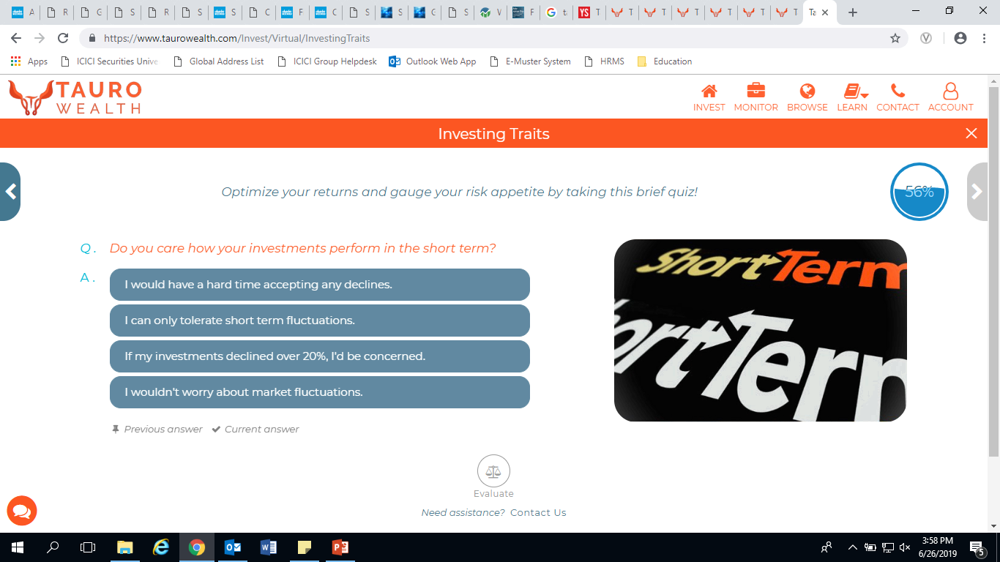 A
R
G
S
R
S
S
C
F
C
S
S
G
S
V
F
G
t
YS
T
T
T
T
T
T
T
Ta
https://www.taurowealth.com/Invest/Virtual/InvestingTraits
Apps ICICI Securities Unive Global Address List ICICI Group Helpdesk Outlook Web App E-Muster System HRMS Education
TAURO
WEALTH
INVEST MONITOR BROWSE LEARN CONTACT ACCOUNT
Investing Traits
Optimize your returns and gauge your risk appetite by taking this brief quiz!
56%
Q. Do you care how your investments perform in the short term?
A. I would have a hard time accepting any declines.
I can only tolerate short term fluctuations.
If my investments declined over 20%, I'd be concerned.
I wouldn't worry about market fluctuations.
Previous answer Current answer
Short Term
ort Term
Evaluate
Need assistance? Contact Us
3:58 PM
6/26/2019
5